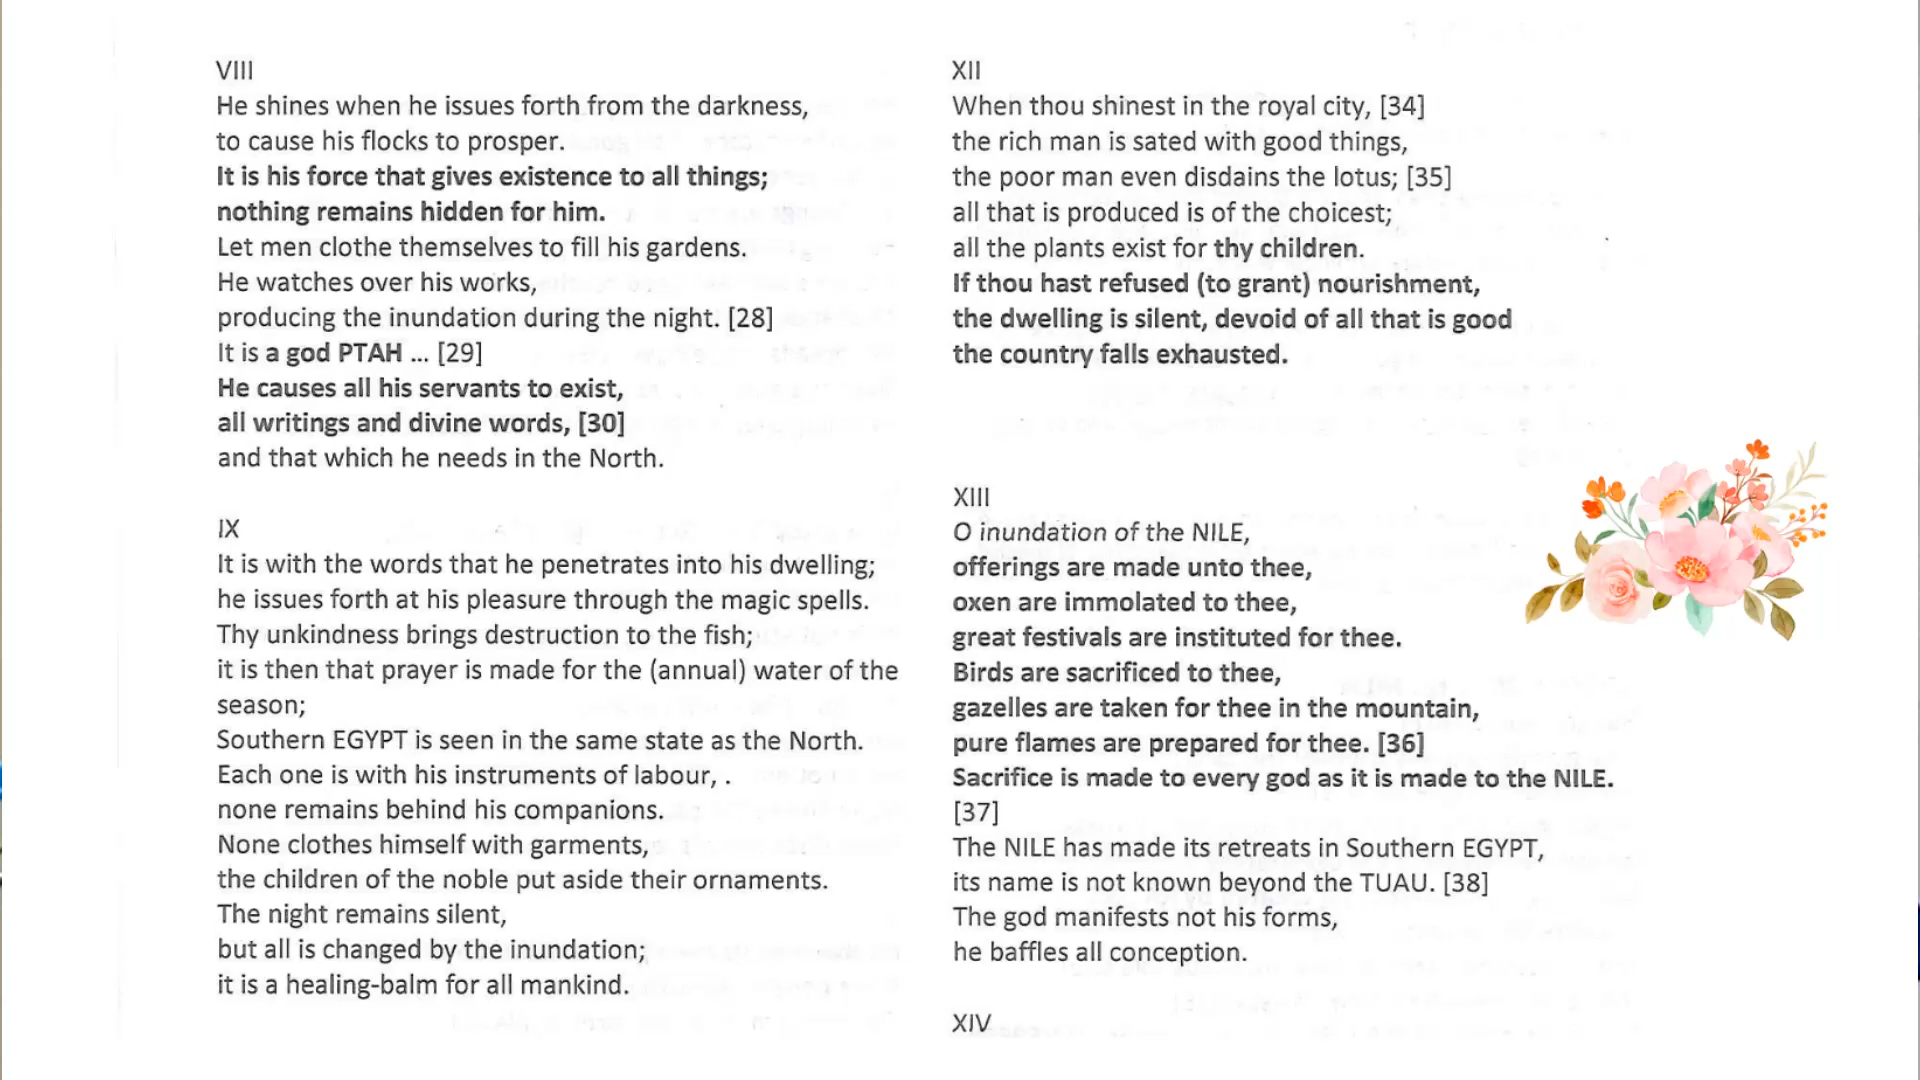 VIII
He shines when he issues forth from the darkness,
to cause his flocks to prosper.
It is his force that gives existence to all things;
nothing remains hidden for him.
Let men clothe themselves to fill his gardens.
He watches over his works,
producing the inundation during the night. [28]
It is a god PTAH ... [29]
He causes all his servants to exist,
all writings and divine words, [30]
and that which he needs in the North.
IX
It is with the words that he penetrates into his dwelling;
he issues forth at his pleasure through the magic spells.
Thy unkindness brings destruction to the fish;
it is then that prayer is made for the (annual) water of the
season;
Southern EGYPT is seen in the same state as the North.
Each one is with his instruments of labour, .
none remains behind his companions.
None clothes himself with garments,
the children of the noble put aside their ornaments.
The night remains silent,
but all is changed by the inundation;
it is a healing-balm for all mankind.
XII
When thou shinest in the royal city, [34]
the rich man is sated with good things,
the poor man even disdains the lotus; [35]
all that is produced is of the choicest;
all the plants exist for thy children.
If thou hast refused (to grant) nourishment,
the dwelling is silent, devoid of all that is good
the country falls exhausted.
XIII
O inundation of the NILE,
offerings are made unto thee,
oxen are immolated to thee,
great festivals are instituted for thee.
Birds are sacrificed to thee,
gazelles are taken for thee in the mountain,
pure flames are prepared for thee. [36]
Sacrifice is made to every god as it is made to the NILE.
[37]
The NILE has made its retreats in Southern EGYPT,
its name is not known beyond the TUAU. [38]
The god manifests not his forms,
he baffles all conception.
XIV